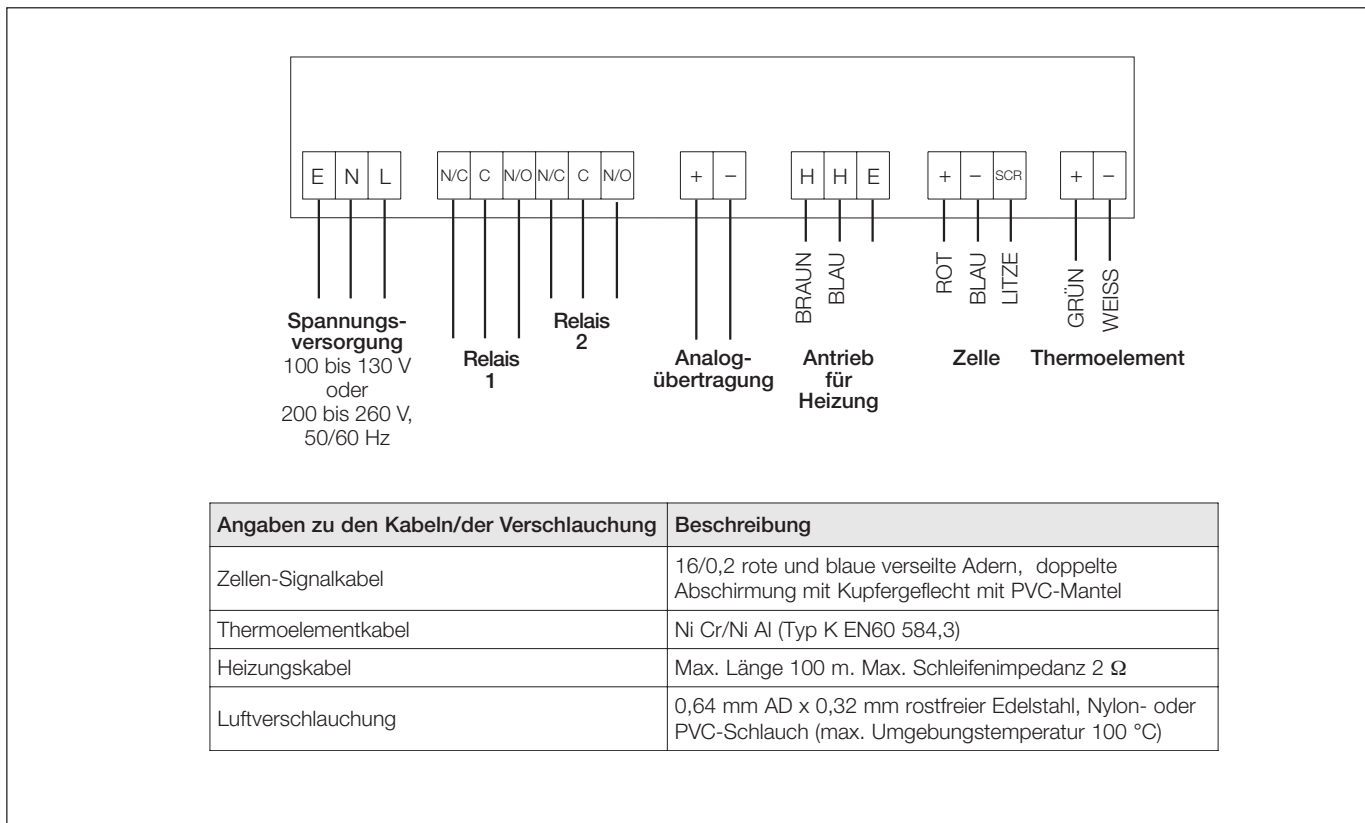 E N L N/C C N/O N/C C N/O + − H H E + − SCR + −
BRAUN
BLAU
ROT
BLAU
LITZE
GRÜN
WEISS
Spannungs-
versorgung
100 bis 130 V
oder
200 bis 260 V,
50/60 Hz
Relais
1
Relais
2
Analog-
übertragung
Antrieb
für
Heizung
Zelle
Thermoelement
Angaben zu den Kabeln/der Verschlauchung Beschreibung
Zellen-Signalkabel
16/0,2 rote und blaue verseilte Adern, doppelte
Abschirmung mit Kupfergeflecht mit PVC-Mantel
Thermoelementkabel Ni Cr/Ni Al (Typ K EN60 584,3)
Heizungskabel Max. Länge 100 m. Max. Schleifenimpedanz 2 Ω
Luftverschlauchung
0,64 mm AD x 0,32 mm rostfreier Edelstahl, Nylon- oder
PVC-Schlauch (max. Umgebungstemperatur 100 °C)